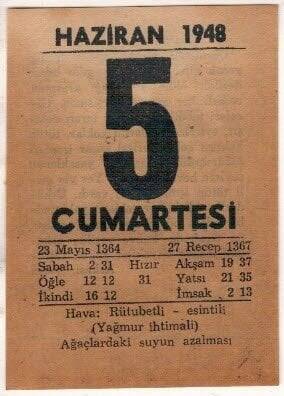 HAZİRAN 1948
5
CUMARTESİ
23 Mayıs 1364 27 Recep 1367
Sabah 2 31 Hızır Akşam 19 37
Öğle 12 12 31 Yatsı 21 35
İkindi 16 12 İmsak 2 13
Hava: Rütubetli - esintili
(Yağmur ihtimali)
Ağaçlardaki suyun azalması